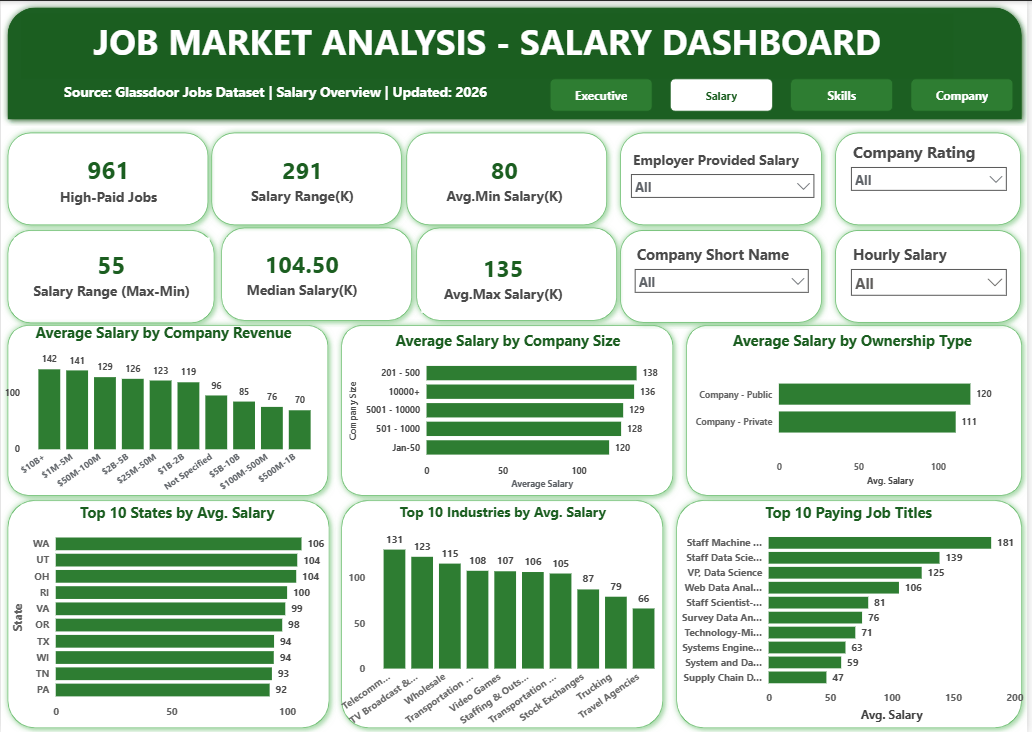 JOB MARKET ANALYSIS - SALARY DASHBOARD
Source: Glassdoor Jobs Dataset | Salary Overview | Updated: 2026
Executive
Salary
Skills
Company
961
High-Paid Jobs
291
Salary Range(K)
80
Avg.Min Salary(K)
Employer Provided Salary
All
Company Rating
All
55
Salary Range (Max-Min)
104.50
Median Salary(K)
135
Avg.Max Salary(K)
Company Short Name
All
Hourly Salary
All
Average Salary by Company Revenue
142 141 129 126 123 119 96 85 76 70
100
0
$10B+ $1M-5M $50M-100M $2B-5B $25M-50M $1B-2B Not Specified $5B-10B $100M-500M $500M-1B
Average Salary by Company Size
Company Size
201 - 500 138
10000+ 136
5001 - 10000 129
501 - 1000 128
Jan-50 120
0 50 100
Average Salary
Average Salary by Ownership Type
Company - Public 120
Company - Private 111
0 50 100
Avg. Salary
Top 10 States by Avg. Salary
State
WA 106
UT 104
OH 104
RI 100
VA 99
OR 98
TX 94
WI 94
TN 93
PA 92
0 50 100
Top 10 Industries by Avg. Salary
131 123 115 108 107 106 105 87 79 66
100
50
0
Telecomm... TV Broadcast &... Wholesale Transportation ... Video Games Staffing & Outs... Transportation ... Stock Exchanges Trucking Travel Agencies
Top 10 Paying Job Titles
Staff Machine ... 181
Staff Data Scie... 139
VP, Data Science 125
Web Data Anal... 106
Staff Scientist-... 81
Survey Data An... 76
Technology-Mi... 71
Systems Engine... 63
System and Da... 59
Supply Chain D... 47
0 50 100 150 200
Avg. Salary